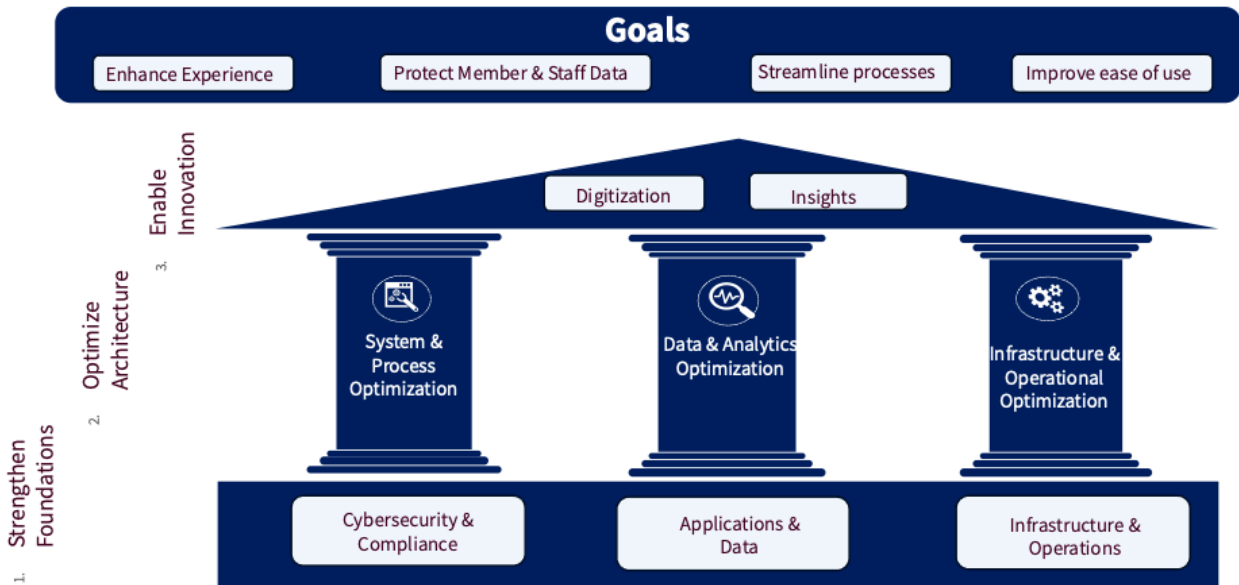 Goals
Enhance Experience
Protect Member & Staff Data
Streamline processes
Improve ease of use
3.
Enable
Innovation
Digitization
Insights
2.
Optimize
Architecture
System &
Process
Optimization
Data & Analytics
Optimization
Infrastructure &
Operational
Optimization
1.
Strengthen
Foundations
Cybersecurity &
Compliance
Applications &
Data
Infrastructure &
Operations